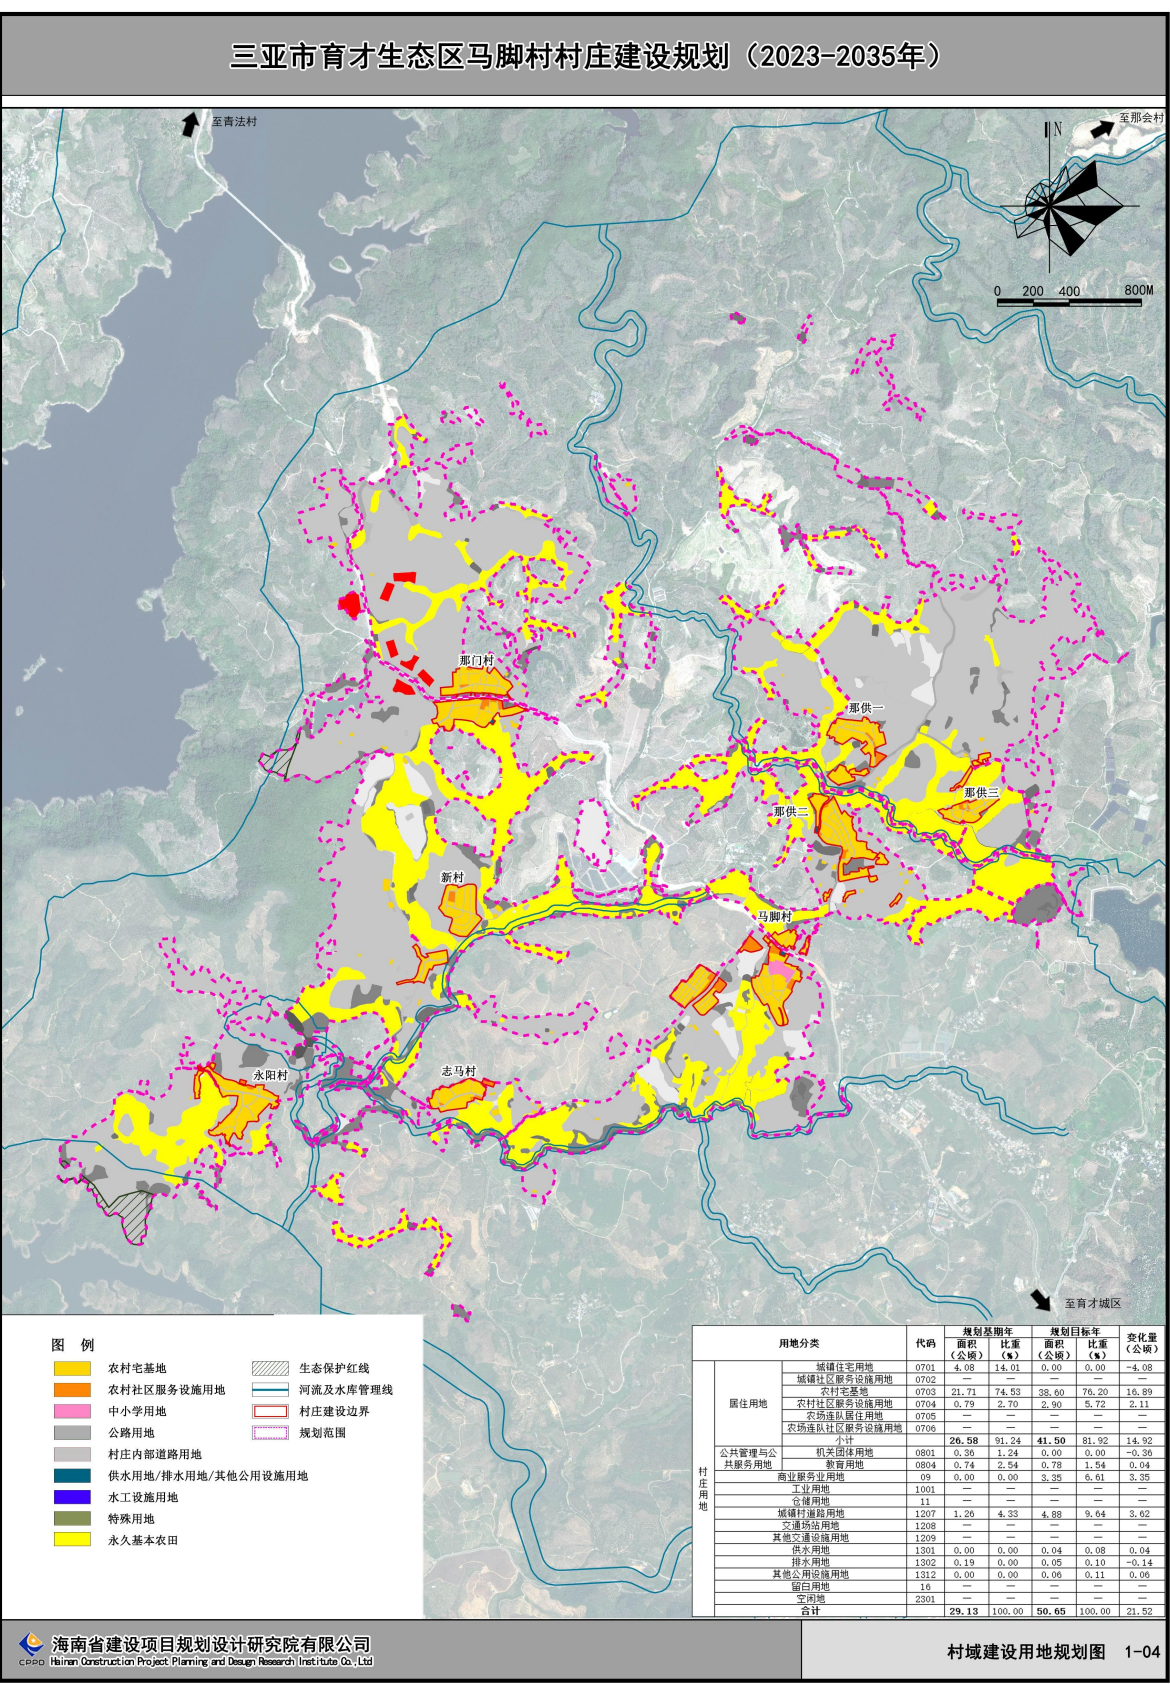 三亚市育才生态区马脚村村庄建设规划（2023-2035年）
至青法村
至那会村
N
0 200 400 800M
那门村
那供一
那供二
那供三
新村
马脚村
永阳村
志马村
至育才城区
图 例
农村宅基地
农村社区服务设施用地
中小学用地
公路用地
村庄内部道路用地
供水用地/排水用地/其他公用设施用地
水工设施用地
特殊用地
永久基本农田
生态保护红线
河流及水库管理线
村庄建设边界
规划范围
用地分类 代码 规划基期年 规划目标年 变化量（公顷）
面积（公顷） 比重（%） 面积（公顷） 比重（%）
村庄用地
居住用地
城镇住宅用地 0701 4.08 14.01 0.00 0.00 -4.08
城镇社区服务设施用地 0702 — — — — —
农村宅基地 0703 21.71 74.53 38.60 76.20 16.89
农村社区服务设施用地 0704 0.79 2.70 2.90 5.72 2.11
农场连队居住用地 0705 — — — — —
农场连队社区服务设施用地 0706 — — — — —
小计 26.58 91.24 41.50 81.92 14.92
公共管理与公共服务用地
机关团体用地 0801 0.36 1.24 0.00 0.00 -0.36
教育用地 0804 0.74 2.54 0.78 1.54 0.04
商业服务业用地 09 0.00 0.00 3.35 6.61 3.35
工业用地 1001 — — — — —
仓储用地 11 — — — — —
城镇村道路用地 1207 1.26 4.33 4.88 9.64 3.62
交通场站用地 1208 — — — — —
其他交通设施用地 1209 — — — — —
供水用地 1301 0.00 0.00 0.04 0.08 0.04
排水用地 1302 0.19 0.00 0.05 0.10 -0.14
其他公用设施用地 1312 0.00 0.00 0.06 0.11 0.06
留白用地 16 — — — — —
空闲地 2301 — — — — —
合计 29.13 100.00 50.65 100.00 21.52
CPPD
海南省建设项目规划设计研究院有限公司
Hainan Construction Project Planning and Desugn Research Institute Co., Ltd
村域建设用地规划图 1-04